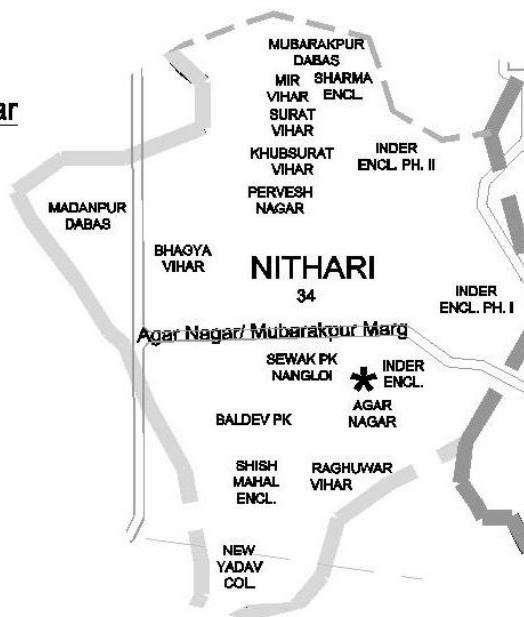 MUBARAKPUR
DABAS
MIR
VIHAR
SHARMA
ENCL.
ar
SURAT
VIHAR
KHUBSURAT
VIHAR
INDER
ENCL. PH. II
PERVESH
NAGAR
MADANPUR
DABAS
BHAGYA
VIHAR
NITHARI
34
INDER
ENCL. PH. I
Agar Nagar/ Mubarakpur Marg
SEWAK PK
NANGLOI
*
INDER
ENCL.
AGAR
NAGAR
BALDEV PK
SHISH
MAHAL
ENCL.
RAGHUWAR
VIHAR
NEW
YADAV
COL.